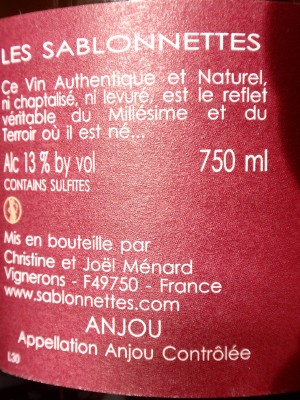 LES SABLONNETTES
Ce Vin Authentique et Naturel,
ni chaptalisé, ni levuré, est le reflet
véritable du Millésime et du
Terroir où il est né...
Alc 13 % by vol 750 ml
CONTAINS SULFITES
Mis en bouteille par
Christine et Joël Ménard
Vignerons - F49750 - France
www.sablonnettes.com
ANJOU
Appellation Anjou Contrôlée
L30